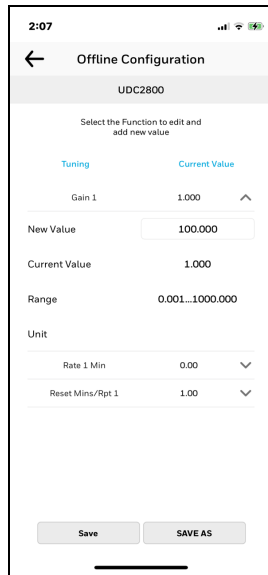 2:07
Offline Configuration
UDC2800
Select the Function to edit and
add new value
Tuning Current Value
Gain 1 1.000
New Value 100.000
Current Value 1.000
Range 0.001...1000.000
Unit
Rate 1 Min 0.00
Reset Mins/Rpt 1 1.00
Save SAVE AS